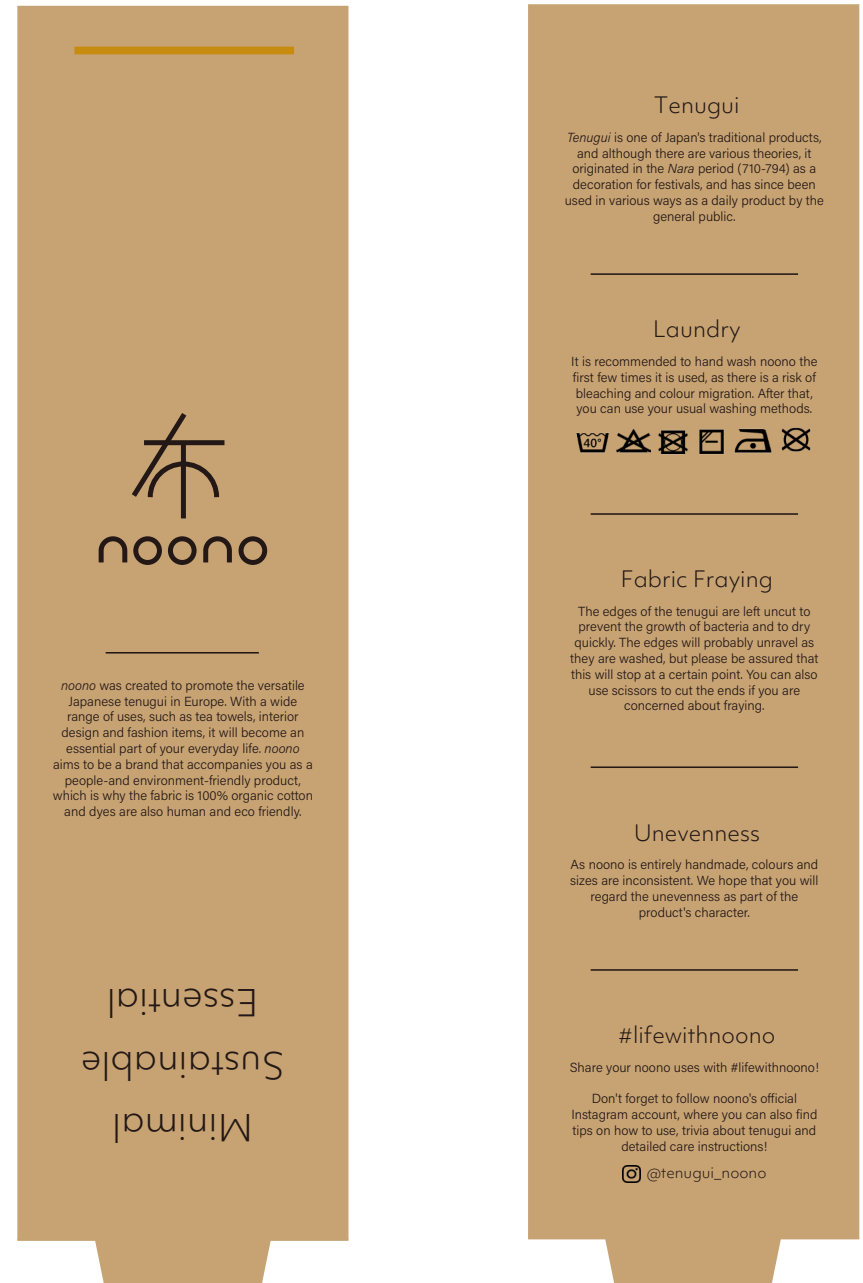 布
noono
noono was created to promote the versatile
Japanese tenugui in Europe. With a wide
range of uses, such as tea towels, interior
design and fashion items, it will become an
essential part of your everyday life. noono
aims to be a brand that accompanies you as a
people-and environment-friendly product,
which is why the fabric is 100% organic cotton
and dyes are also human and eco friendly.
Minimal
Sustainable
Essential
Tenugui
Tenugui is one of Japan's traditional products,
and although there are various theories, it
originated in the Nara period (710-794) as a
decoration for festivals, and has since been
used in various ways as a daily product by the
general public.
Laundry
It is recommended to hand wash noono the
first few times it is used, as there is a risk of
bleaching and colour migration. After that,
you can use your usual washing methods.
40°
Fabric Fraying
The edges of the tenugui are left uncut to
prevent the growth of bacteria and to dry
quickly. The edges will probably unravel as
they are washed, but please be assured that
this will stop at a certain point. You can also
use scissors to cut the ends if you are
concerned about fraying.
Unevenness
As noono is entirely handmade, colours and
sizes are inconsistent. We hope that you will
regard the unevenness as part of the
product's character.
#lifewithnoono
Share your noono uses with #lifewithnoono!
Don't forget to follow noono's official
Instagram account, where you can also find
tips on how to use, trivia about tenugui and
detailed care instructions!
@tenugui_noono